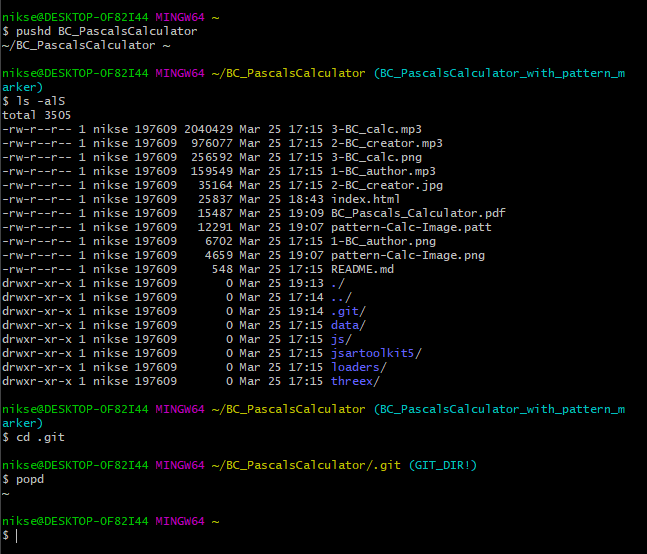 nikse@DESKTOP-OF82I44 MINGW64 ~
$ pushd BC_PascalsCalculator
~/BC_PascalsCalculator ~
nikse@DESKTOP-OF82I44 MINGW64 ~/BC_PascalsCalculator (BC_PascalsCalculator_with_pattern_m
arker)
$ ls -alS
total 3505
-rw-r--r-- 1 nikse 197609 2040429 Mar 25 17:15 3-BC_calc.mp3
-rw-r--r-- 1 nikse 197609  976077 Mar 25 17:15 2-BC_creator.mp3
-rw-r--r-- 1 nikse 197609  256592 Mar 25 17:15 3-BC_calc.png
-rw-r--r-- 1 nikse 197609  159549 Mar 25 17:15 1-BC_author.mp3
-rw-r--r-- 1 nikse 197609   35164 Mar 25 17:15 2-BC_creator.jpg
-rw-r--r-- 1 nikse 197609   25837 Mar 25 18:43 index.html
-rw-r--r-- 1 nikse 197609   15487 Mar 25 19:09 BC_Pascals_Calculator.pdf
-rw-r--r-- 1 nikse 197609   12291 Mar 25 19:07 pattern-Calc-Image.patt
-rw-r--r-- 1 nikse 197609    6702 Mar 25 17:15 1-BC_author.png
-rw-r--r-- 1 nikse 197609    4659 Mar 25 19:07 pattern-Calc-Image.png
-rw-r--r-- 1 nikse 197609     548 Mar 25 17:15 README.md
drwxr-xr-x 1 nikse 197609       0 Mar 25 19:13 ./
drwxr-xr-x 1 nikse 197609       0 Mar 25 17:14 ../
drwxr-xr-x 1 nikse 197609       0 Mar 25 19:14 .git/
drwxr-xr-x 1 nikse 197609       0 Mar 25 17:15 data/
drwxr-xr-x 1 nikse 197609       0 Mar 25 17:15 js/
drwxr-xr-x 1 nikse 197609       0 Mar 25 17:15 jsartoolkit5/
drwxr-xr-x 1 nikse 197609       0 Mar 25 17:15 loaders/
drwxr-xr-x 1 nikse 197609       0 Mar 25 17:15 threex/
nikse@DESKTOP-OF82I44 MINGW64 ~/BC_PascalsCalculator (BC_PascalsCalculator_with_pattern_m
arker)
$ cd .git
nikse@DESKTOP-OF82I44 MINGW64 ~/BC_PascalsCalculator/.git (GIT_DIR!)
$ popd
~
nikse@DESKTOP-OF82I44 MINGW64 ~
$